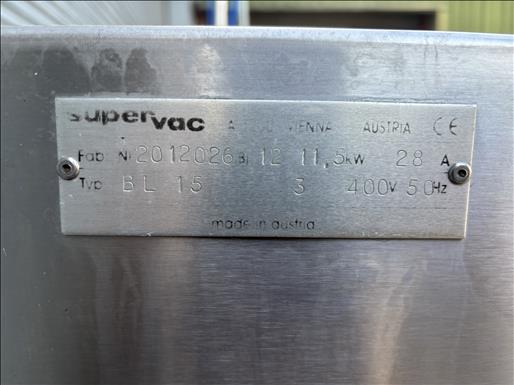 supervac A VIENNA AUSTRIA CE
Fab. Nr 2012026 Bj 12 11,5 kW 28 A
Typ BL 15 3 400V 50Hz
made in austria